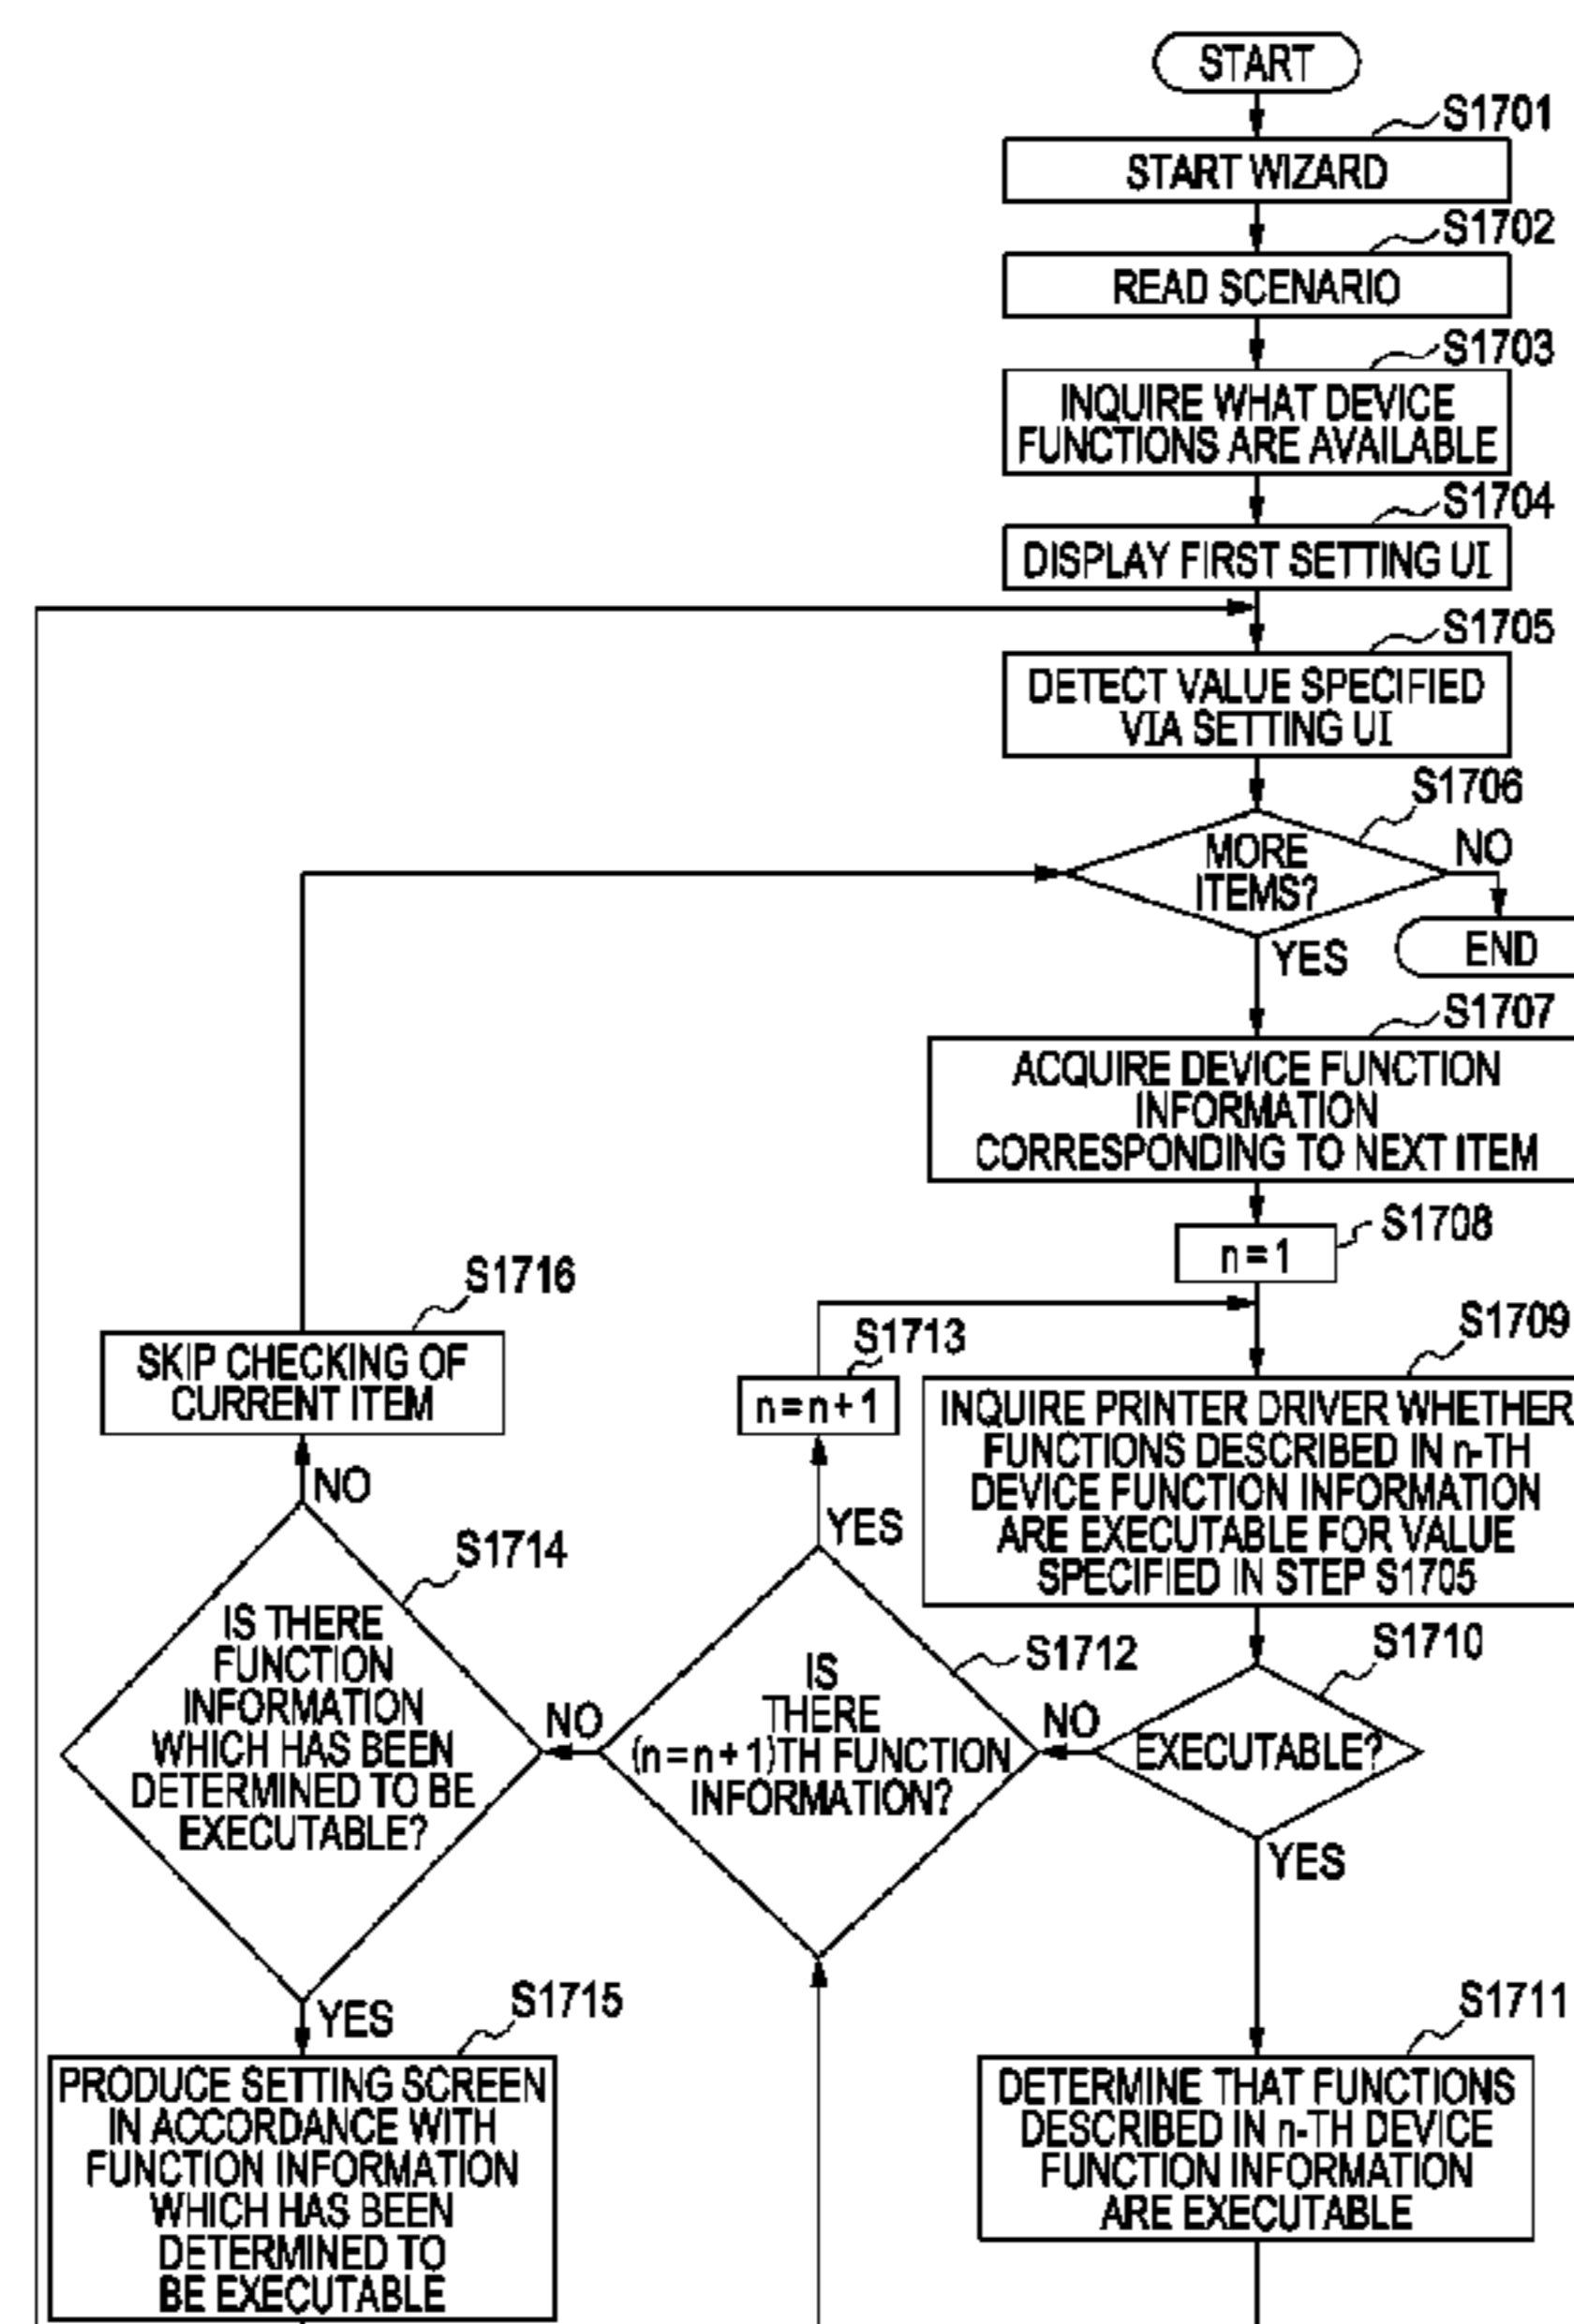 START
S1701
START WIZARD
S1702
READ SCENARIO
S1703
INQUIRE WHAT DEVICE
FUNCTIONS ARE AVAILABLE
S1704
DISPLAY FIRST SETTING UI
S1705
DETECT VALUE SPECIFIED
VIA SETTING UI
S1706
MORE
ITEMS?
NO
END
YES
S1707
ACQUIRE DEVICE FUNCTION
INFORMATION
CORRESPONDING TO NEXT ITEM
S1708
n=1
S1709
INQUIRE PRINTER DRIVER WHETHER
FUNCTIONS DESCRIBED IN n-TH
DEVICE FUNCTION INFORMATION
ARE EXECUTABLE FOR VALUE
SPECIFIED IN STEP S1705
S1710
EXECUTABLE?
NO
YES
S1711
DETERMINE THAT FUNCTIONS
DESCRIBED IN n-TH DEVICE
FUNCTION INFORMATION
ARE EXECUTABLE
S1712
IS
THERE
(n=n+1)TH FUNCTION
INFORMATION?
YES
NO
S1713
n=n+1
S1714
IS THERE
FUNCTION
INFORMATION
WHICH HAS BEEN
DETERMINED TO BE
EXECUTABLE?
NO
YES
S1715
PRODUCE SETTING SCREEN
IN ACCORDANCE WITH
FUNCTION INFORMATION
WHICH HAS BEEN
DETERMINED TO
BE EXECUTABLE
S1716
SKIP CHECKING OF
CURRENT ITEM